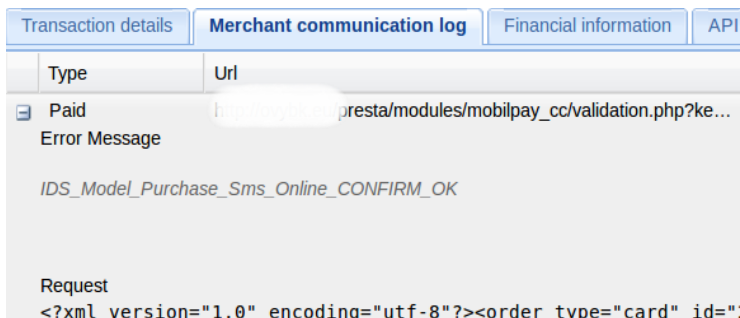 Transaction details Merchant communication log Financial information API
Type Url
Paid presta/modules/mobilpay_cc/validation.php?ke...
Error Message
IDS_Model_Purchase_Sms_Online_CONFIRM_OK
Request
<?xml version="1.0" encoding="utf-8"?><order type="card" id="